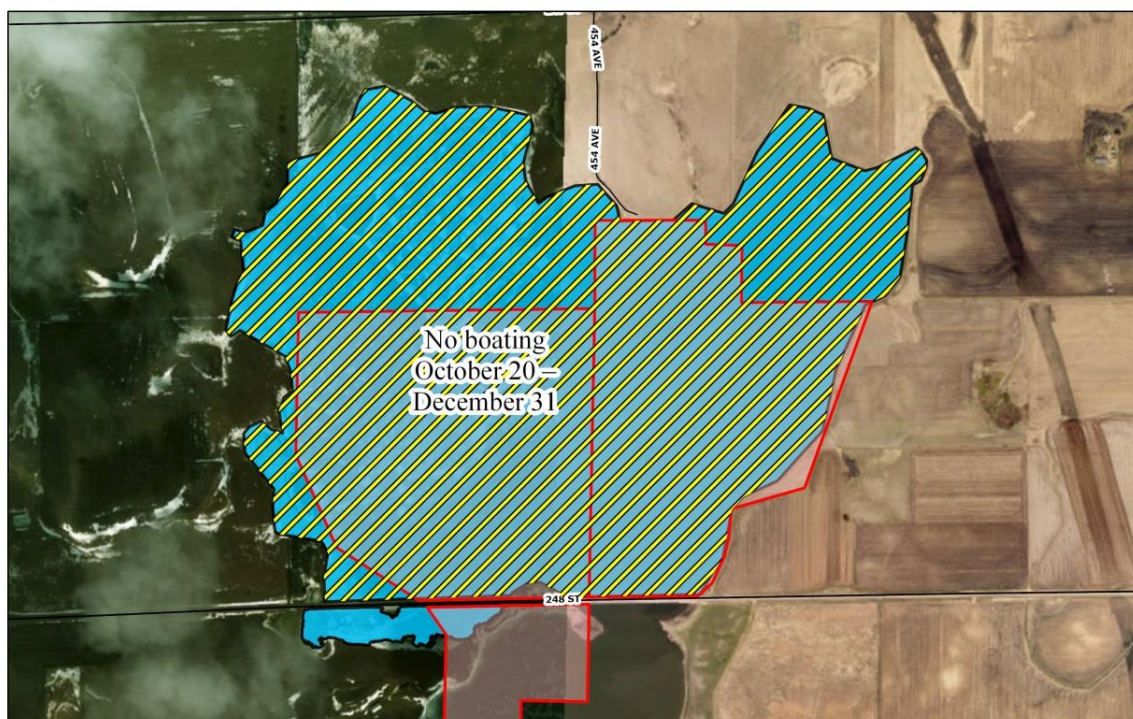 454 AVE
454 AVE
No boating
October 20 –
December 31
248 ST